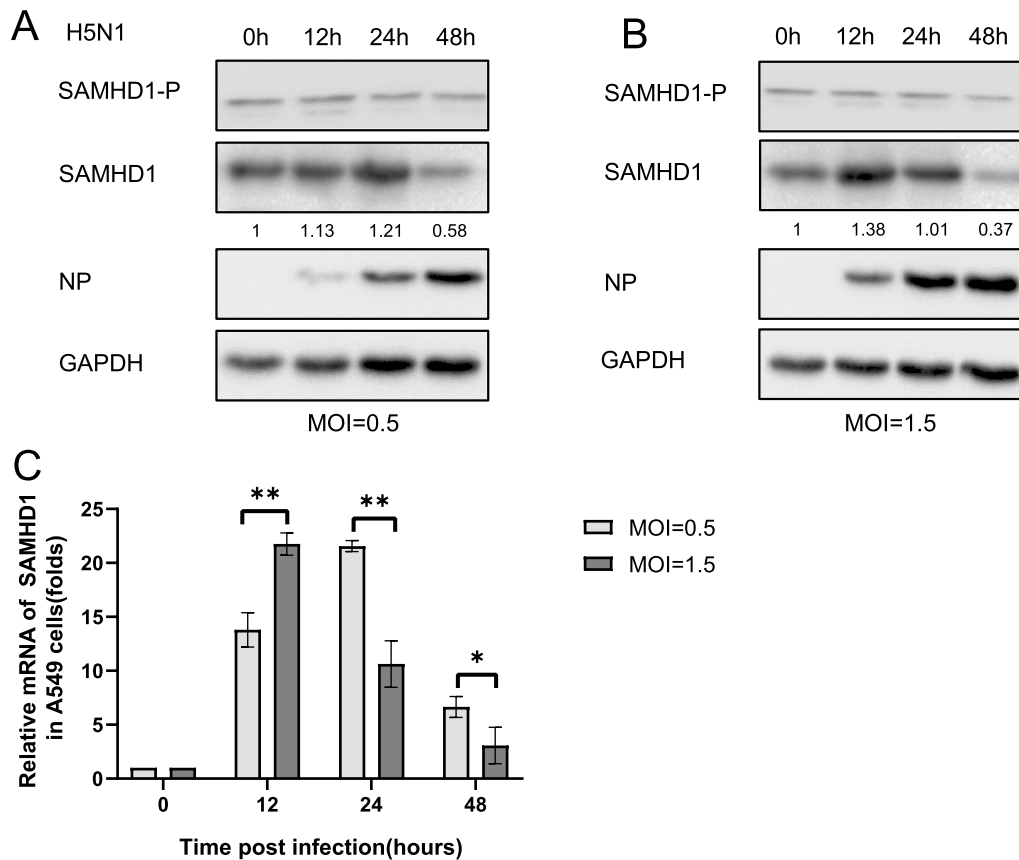 A
H5N1
0h 12h 24h 48h
SAMHD1-P
SAMHD1
1 1.13 1.21 0.58
NP
GAPDH
MOI=0.5
B
0h 12h 24h 48h
SAMHD1-P
SAMHD1
1 1.38 1.01 0.37
NP
GAPDH
MOI=1.5
C
Relative mRNA of SAMHD1
in A549 cells(folds)
25
20
15
10
5
0
** ** *
0 12 24 48
Time post infection(hours)
MOI=0.5
MOI=1.5